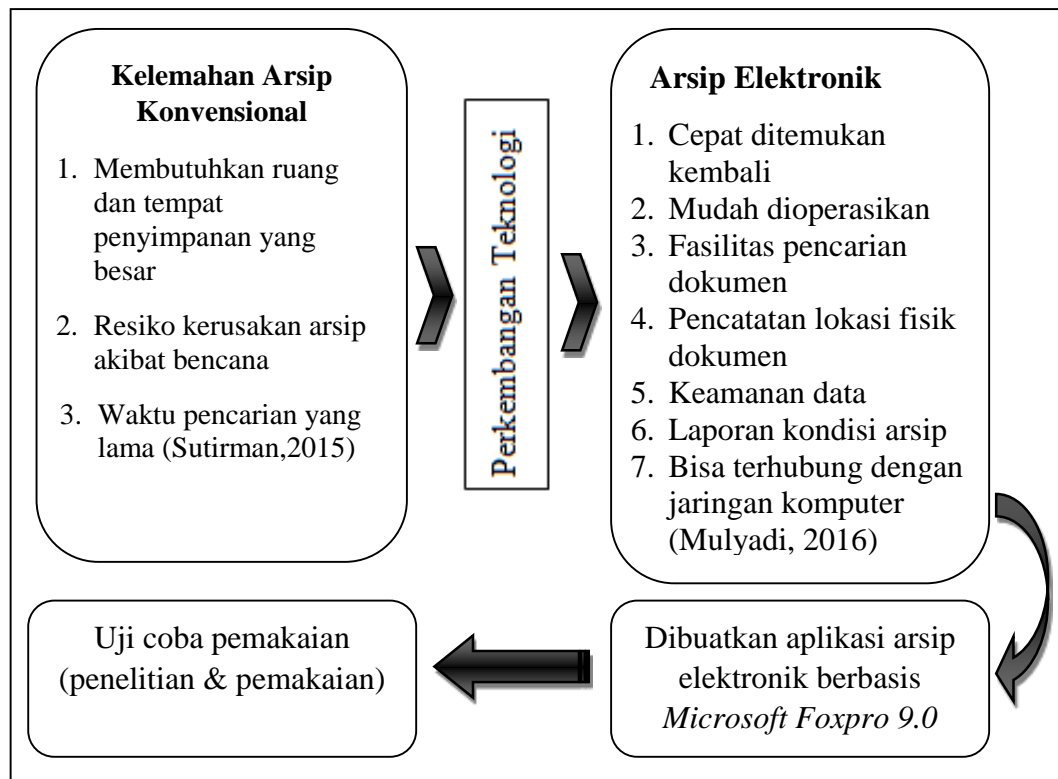 Kelemahan Arsip
Konvensional
1. Membutuhkan ruang
dan tempat
penyimpanan yang
besar
2. Resiko kerusakan arsip
akibat bencana
3. Waktu pencarian yang
lama (Sutirman,2015)
Perkembangan Teknologi
Arsip Elektronik
1. Cepat ditemukan
kembali
2. Mudah dioperasikan
3. Fasilitas pencarian
dokumen
4. Pencatatan lokasi fisik
dokumen
5. Keamanan data
6. Laporan kondisi arsip
7. Bisa terhubung dengan
jaringan komputer
(Mulyadi, 2016)
Dibuatkan aplikasi arsip
elektronik berbasis
Microsoft Foxpro 9.0
Uji coba pemakaian
(penelitian & pemakaian)